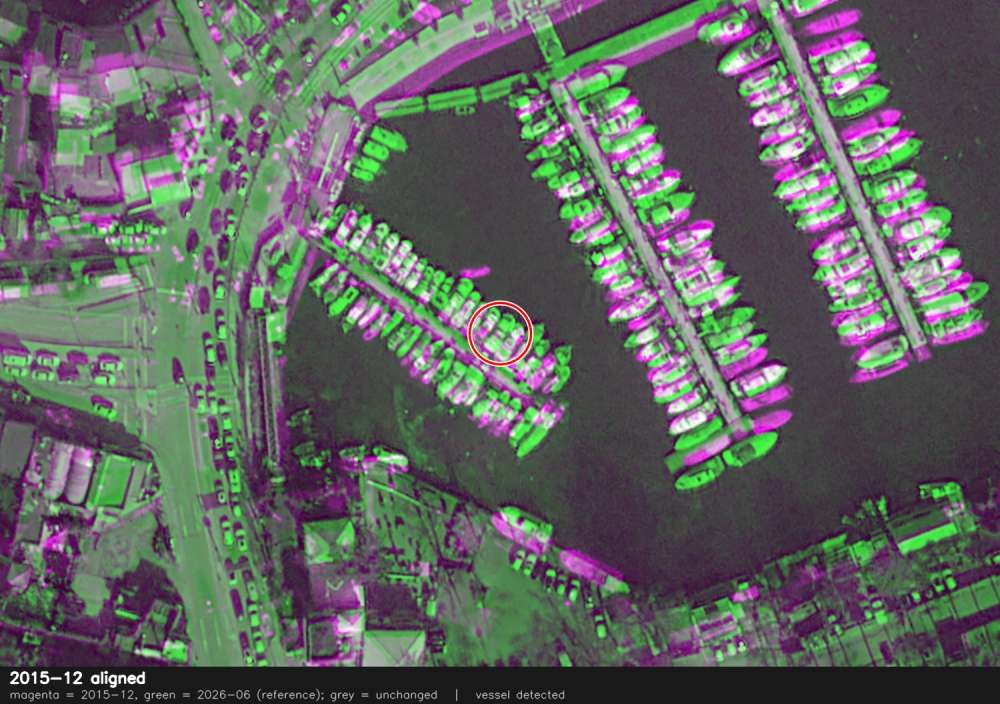 2015-12 aligned
magenta = 2015-12, green = 2026-06 (reference); grey = unchanged | vessel detected